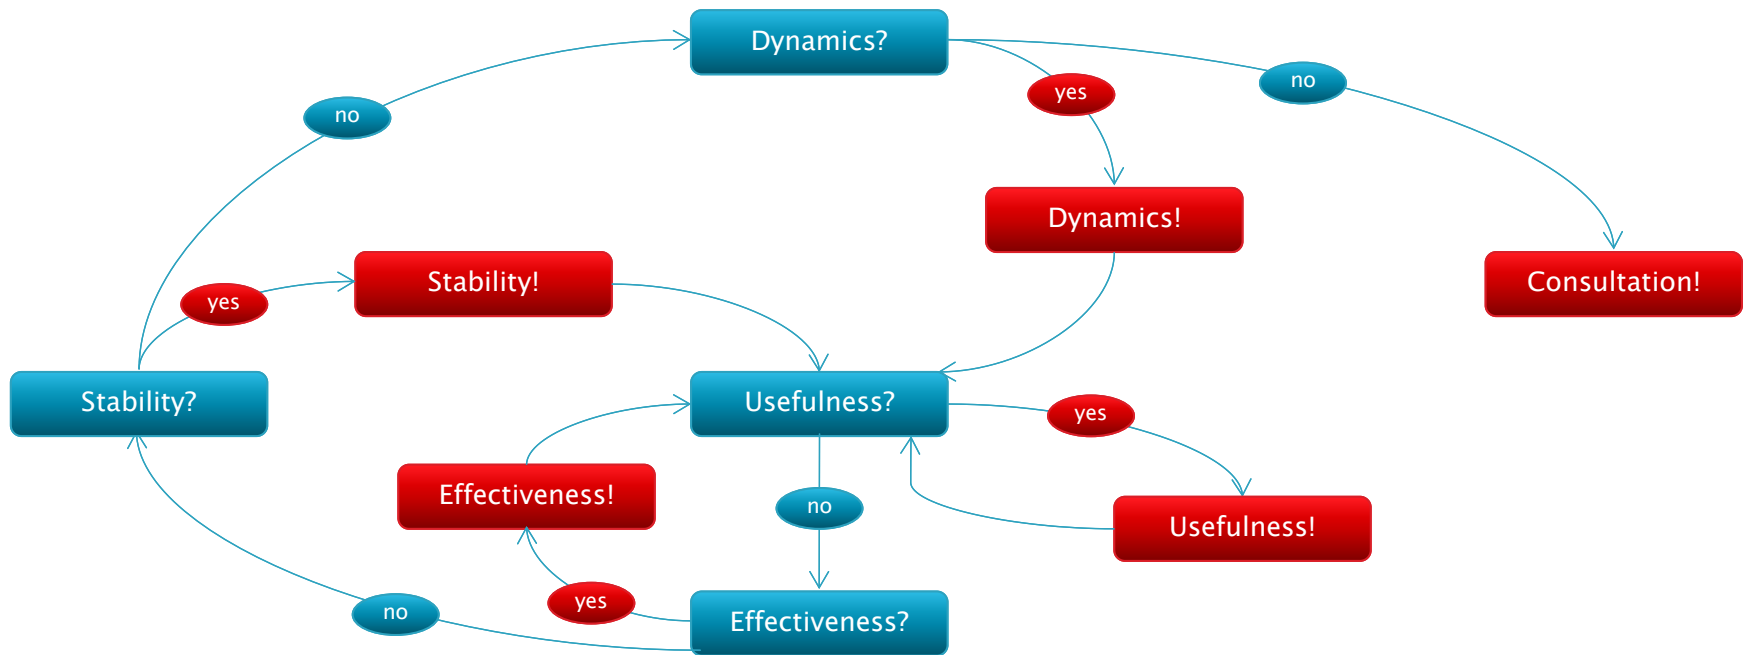 Dynamics?
no
yes
no
Dynamics!
Stability!
Consultation!
yes
Stability?
Usefulness?
yes
Effectiveness!
no
Usefulness!
yes
no
Effectiveness?